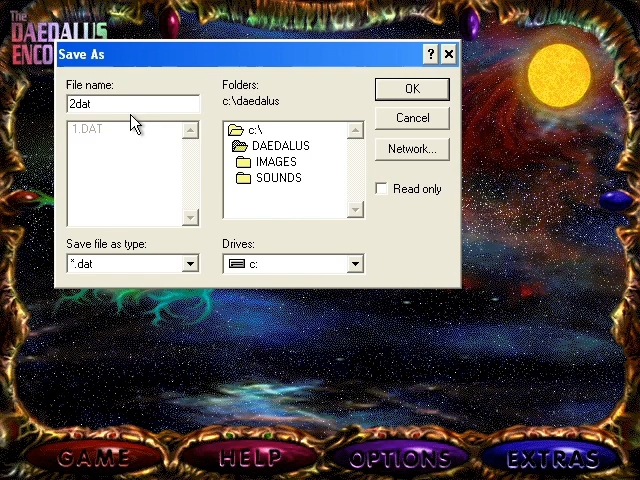 The
DAEDALUS
ENCO
Save As
File name:
2dat
1.DAT
Save file as type:
*.dat
Folders:
c:\daedalus
c:\
DAEDALUS
IMAGES
SOUNDS
Drives:
c:
OK
Cancel
Network...
Read only
GAME
HELP
OPTIONS
EXTRAS